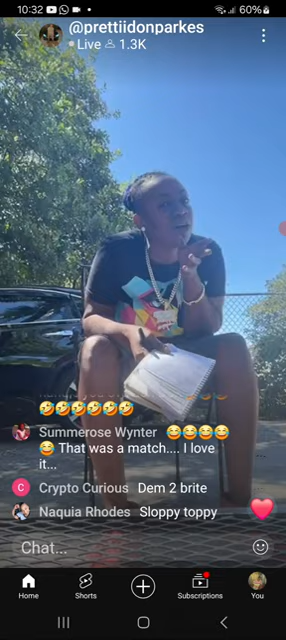 10:32
60%
@prettiidonparkes
Live 1.3K
🤣🤣🤣🤣🤣🤣
Summerose Wynter 😂😂😂😂
😂 That was a match.... I love
it...
C Crypto Curious Dem 2 brite
Naquia Rhodes Sloppy toppy
Chat...
Home Shorts Subscriptions You